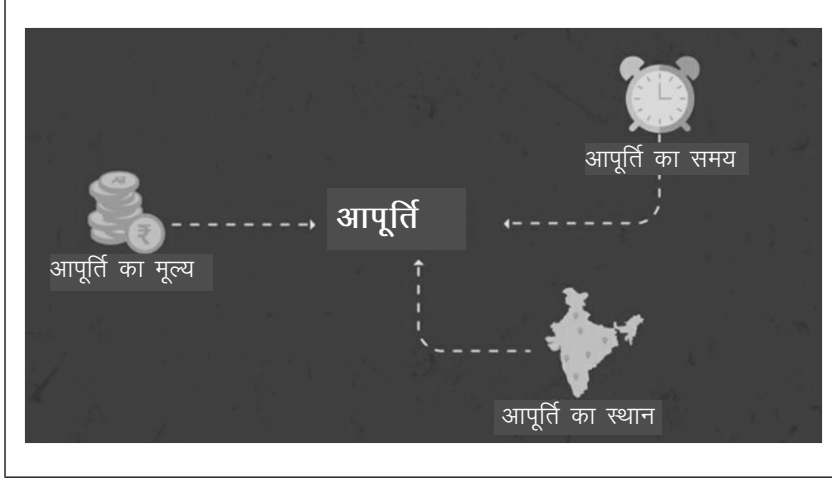 आपूर्ति का समय
आपूर्ति
₹
आपूर्ति का मूल्य
आपूर्ति का स्थान